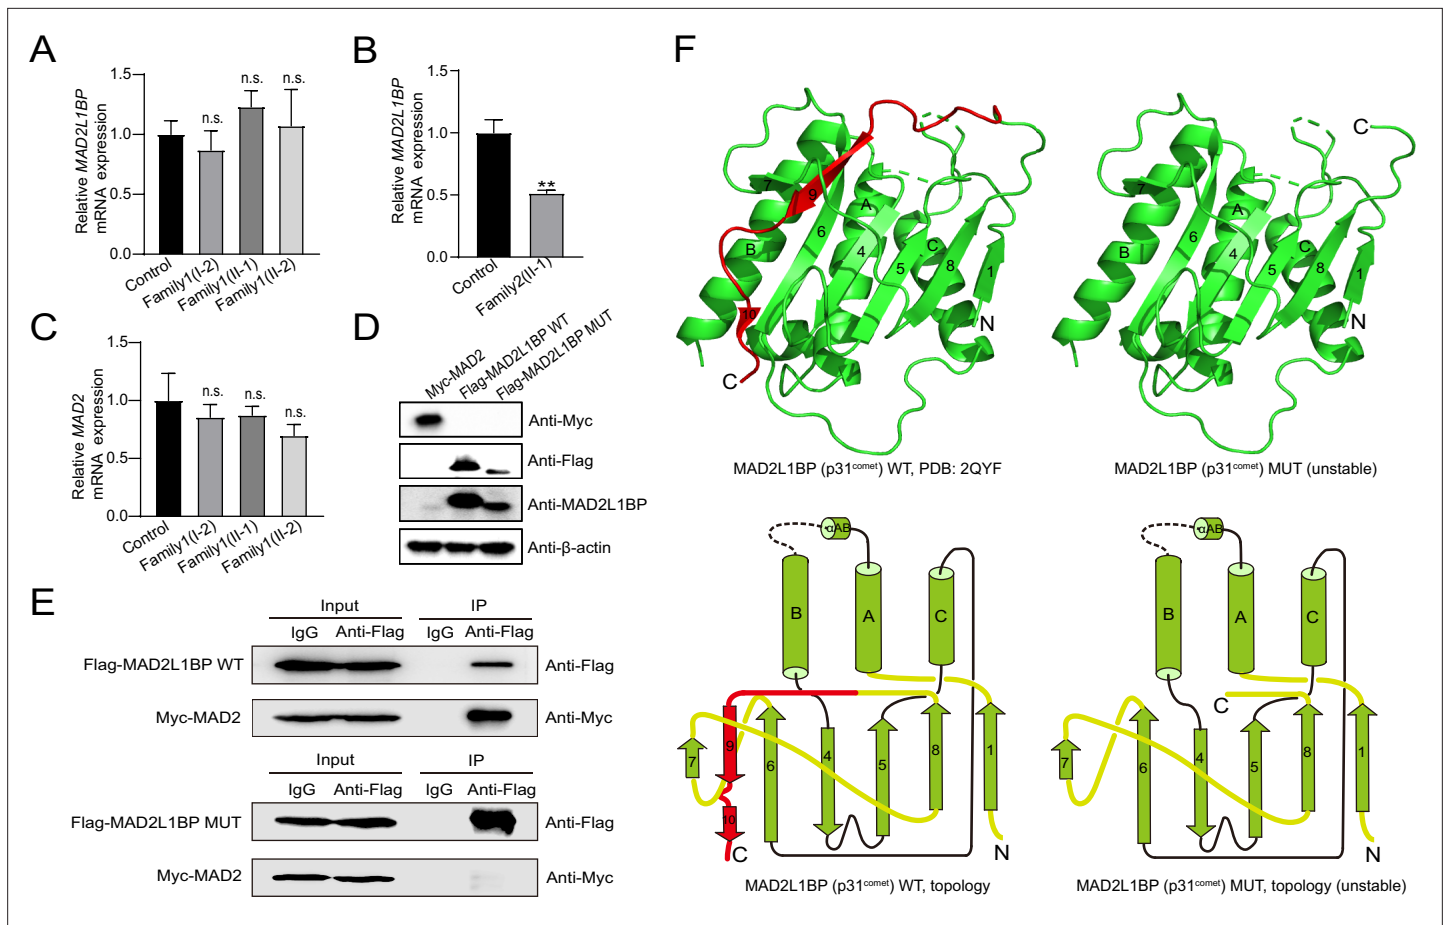 A
Relative MAD2L1BP
mRNA expression
1.5
1.0
0.5
0.0
n.s.
n.s.
n.s.
Control
Family1(I-2)
Family1(II-1)
Family1(II-2)
B
Relative MAD2L1BP
mRNA expression
1.5
1.0
0.5
0.0
**
Control
Family2(II-1)
C
Relative MAD2
mRNA expression
1.5
1.0
0.5
0.0
n.s.
n.s.
n.s.
Control
Family1(I-2)
Family1(II-1)
Family1(II-2)
D
Myc-MAD2
Flag-MAD2L1BP WT
Flag-MAD2L1BP MUT
Anti-Myc
Anti-Flag
Anti-MAD2L1BP
Anti-β-actin
E
Input IP
IgG Anti-Flag IgG Anti-Flag
Flag-MAD2L1BP WT Anti-Flag
Myc-MAD2 Anti-Myc
Input IP
IgG Anti-Flag IgG Anti-Flag
Flag-MAD2L1BP MUT Anti-Flag
Myc-MAD2 Anti-Myc
F
7
9
A
6
B
4
C
5
8
1
10
N
C
MAD2L1BP (p31comet) WT, PDB: 2QYF
C
7
A
6
B
4
C
5
8
1
N
MAD2L1BP (p31comet) MUT (unstable)
αAB
B
A
C
9
7
6
4
5
8
1
10
C
N
MAD2L1BP (p31comet) WT, topology
αAB
B
A
C
C
7
6
4
5
8
1
N
MAD2L1BP (p31comet) MUT, topology (unstable)